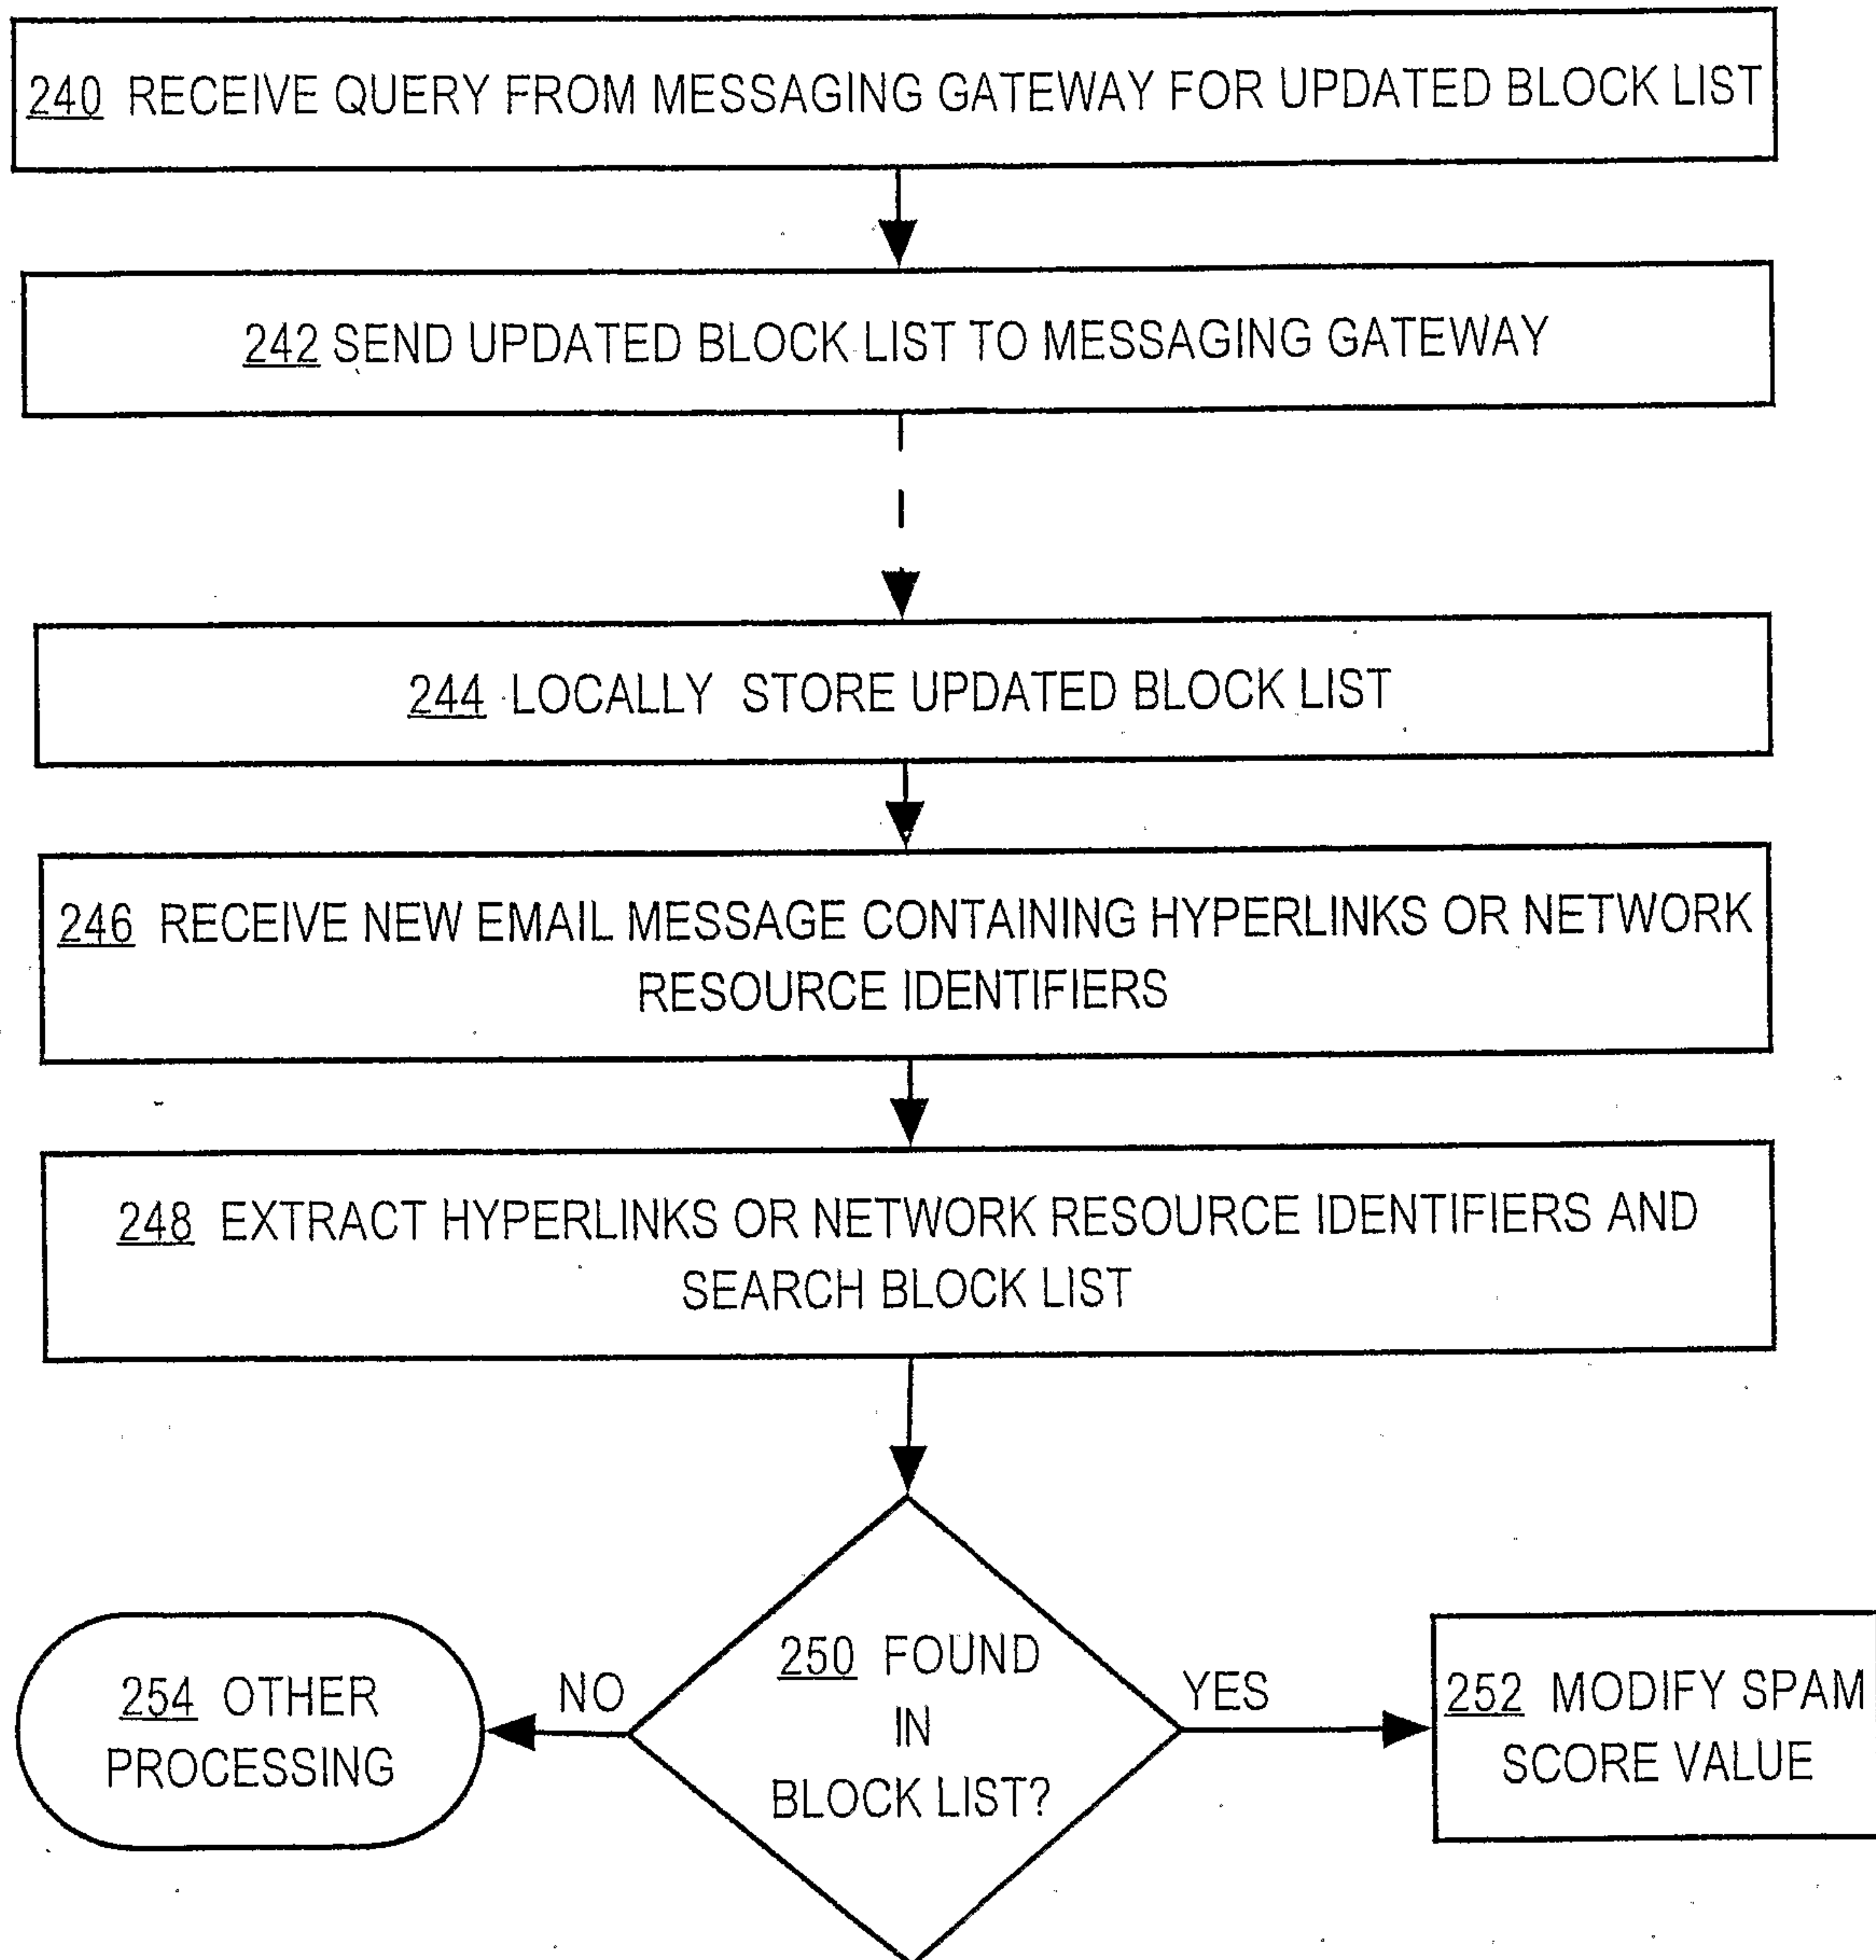 240 RECEIVE QUERY FROM MESSAGING GATEWAY FOR UPDATED BLOCK LIST
242 SEND UPDATED BLOCK LIST TO MESSAGING GATEWAY
244 LOCALLY STORE UPDATED BLOCK LIST
246 RECEIVE NEW EMAIL MESSAGE CONTAINING HYPERLINKS OR NETWORK
RESOURCE IDENTIFIERS
248 EXTRACT HYPERLINKS OR NETWORK RESOURCE IDENTIFIERS AND
SEARCH BLOCK LIST
254 OTHER
PROCESSING
NO
250 FOUND
IN
BLOCK LIST?
YES
252 MODIFY SPAM
SCORE VALUE